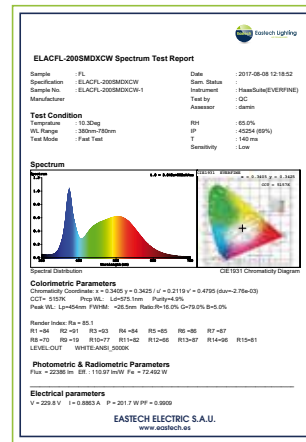 Eastech Lighting
ELACFL-200SMDXCW Spectrum Test Report
Sample : FL
Specification : ELACFL-200SMDXCW
Sample No. : ELACFL-200SMDXCW-1
Manufacturer
Date : 2017-08-08 12:18:52
Sam. Status :
Instrument : HaasSuite(EVERFINE)
Test by : QC
Assessor : damin
Test Condition
Temprature : 10.3Deg
WL Range : 380nm-780nm
Test Mode : Fast Test
RH : 65.0%
IP : 45254 (69%)
T : 140 ms
Sensitivity : Low
Spectrum
Spectral Distribution
CIE1931 Chromaticity Diagram
Colorimetric Parameters
Chromaticity Coordinate: x = 0.3405 y = 0.3425 / u' = 0.2119 v' = 0.4795 (duv=-2.76e-03)
CCT= 5157K Prcp WL: Ld=575.1nm Purity=4.9%
Peak WL: Lp=454nm FWHM: =26.5nm Ratio:R=16.0% G=79.0% B=5.0%
Render Index: Ra = 85.1
R1 =84 R2 =91 R3 =93 R4 =84 R5 =85 R6 =86 R7 =87
R8 =70 R9 =19 R10=77 R11=82 R12=66 R13=87 R14=96 R15=81
LEVEL:OUT WHITE:ANSI_5000K
Photometric & Radiometric Parameters
Flux = 22386 lm Eff. : 110.97 lm/W Fe = 72.492 W
Electrical parameters
V = 229.8 V I = 0.8863 A P = 201.7 W PF = 0.9909
EASTECH ELECTRIC S.A.U.
www.eastech.es